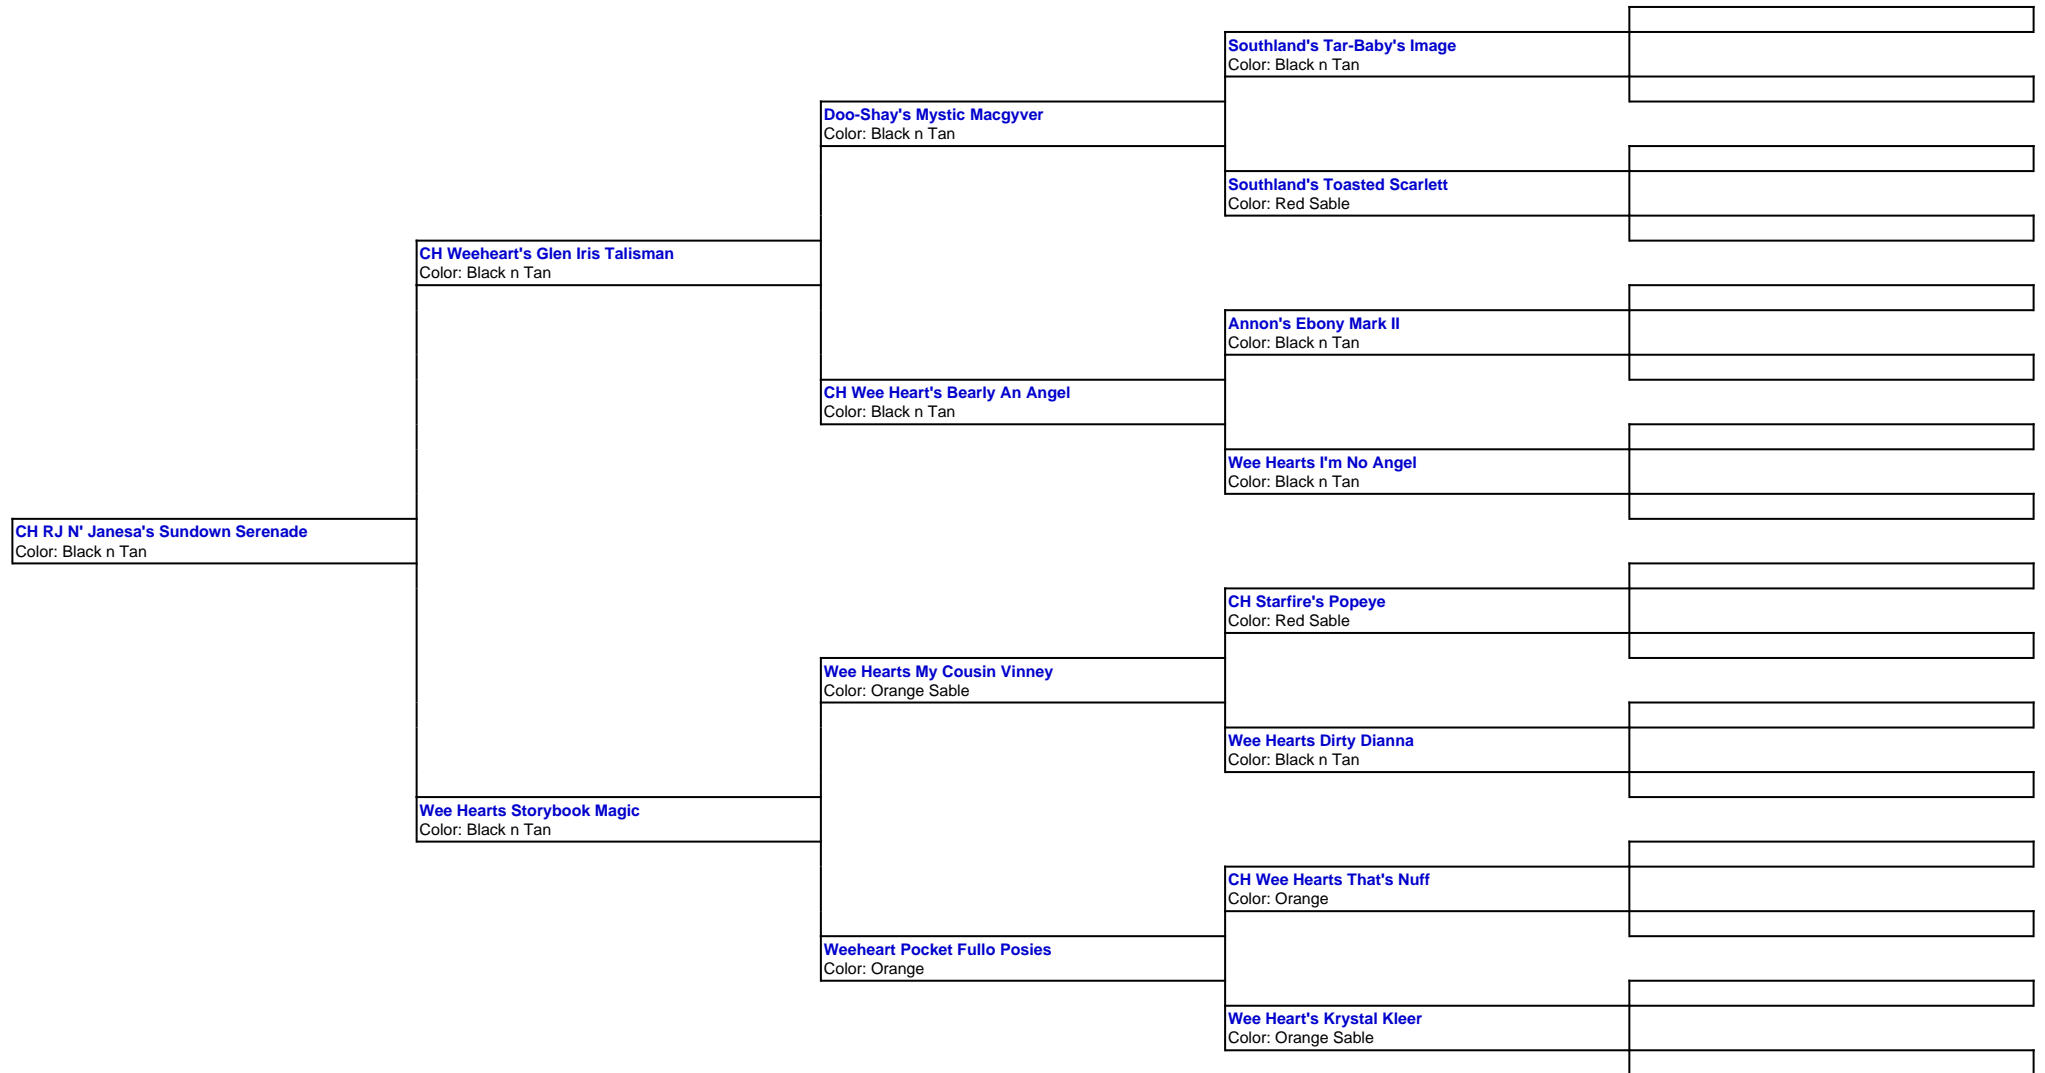 Southland's Tar-Baby's Image
Color: Black n Tan
Doo-Shay's Mystic Macgyver
Color: Black n Tan
Southland's Toasted Scarlett
Color: Red Sable
CH Weeheart's Glen Iris Talisman
Color: Black n Tan
Annon's Ebony Mark II
Color: Black n Tan
CH Wee Heart's Bearly An Angel
Color: Black n Tan
Wee Hearts I'm No Angel
Color: Black n Tan
CH RJ N' Janesa's Sundown Serenade
Color: Black n Tan
CH Starfire's Popeye
Color: Red Sable
Wee Hearts My Cousin Vinney
Color: Orange Sable
Wee Hearts Dirty Dianna
Color: Black n Tan
Wee Hearts Storybook Magic
Color: Black n Tan
CH Wee Hearts That's Nuff
Color: Orange
Weeheart Pocket Fullo Posies
Color: Orange
Wee Heart's Krystal Kleer
Color: Orange Sable